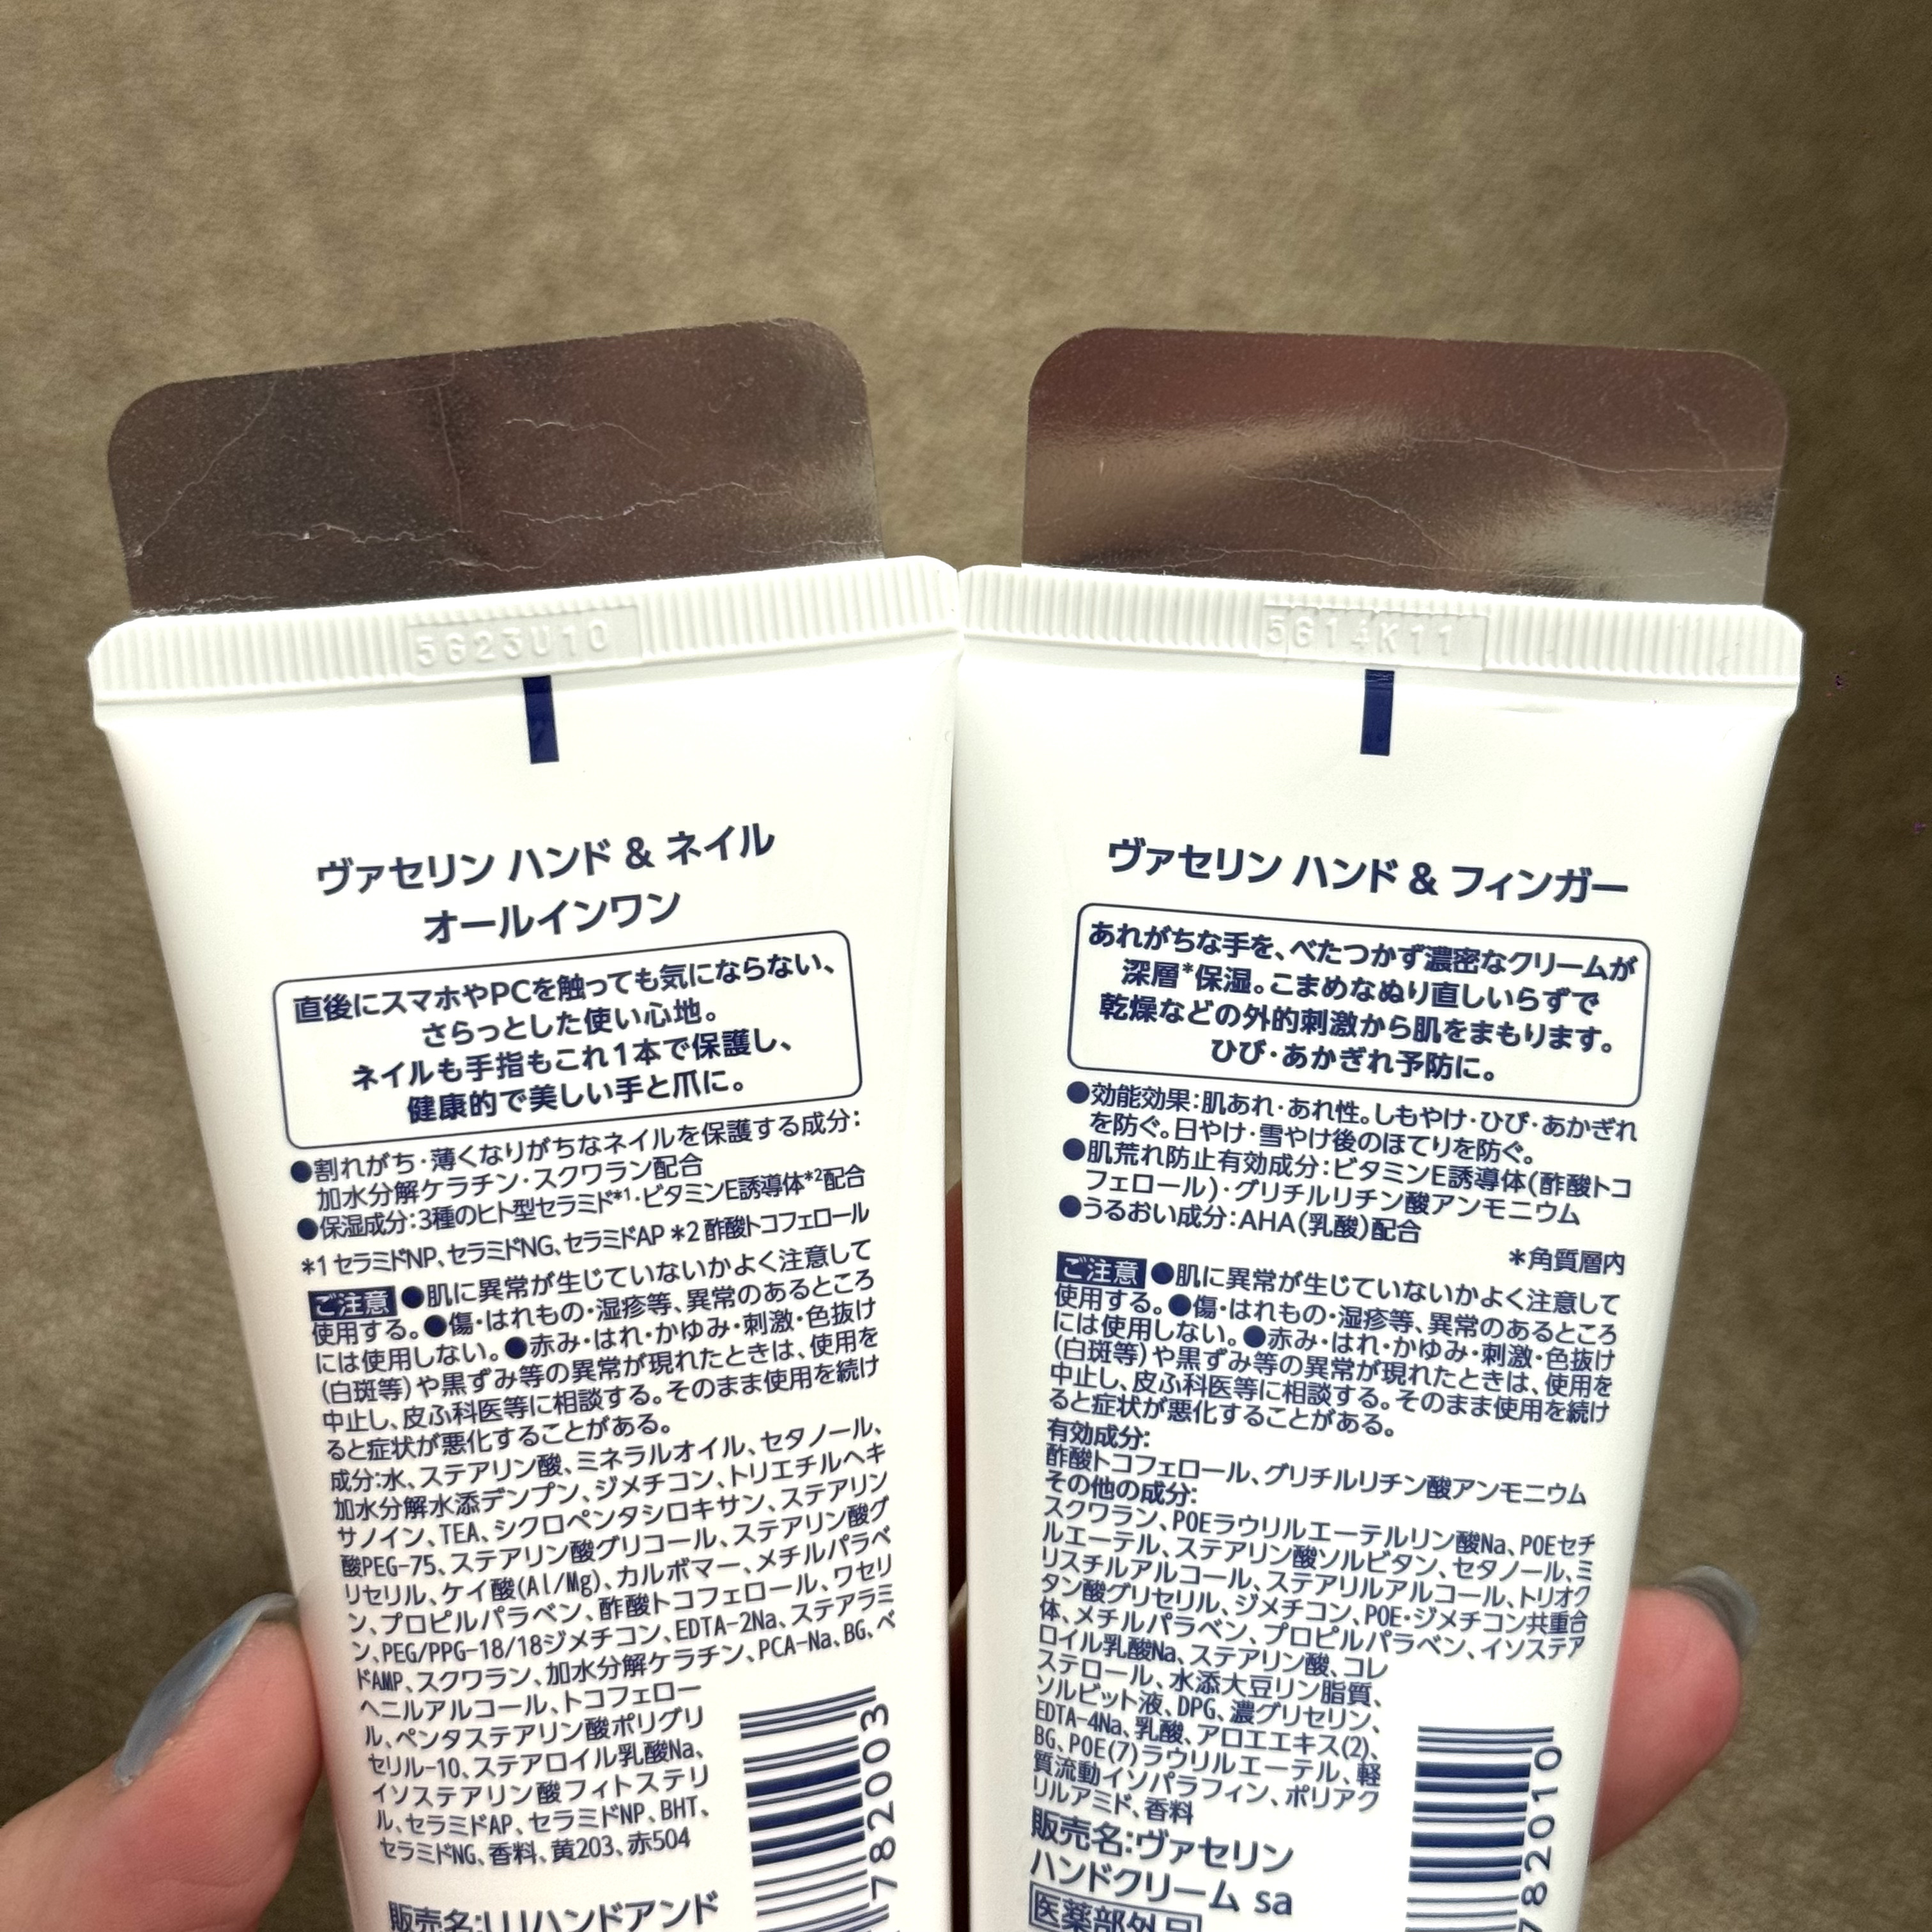 5623U10
ヴァセリン ハンド & ネイル
オールインワン
直後にスマホやPCを触っても気にならない、
さらっとした使い心地。
ネイルも手指もこれ1本で保護し、
健康的で美しい手と爪に。
●割れがち・薄くなりがちなネイルを保護する成分:
加水分解ケラチン・スクワラン配合
●保湿成分:3種のヒト型セラミド*1・ビタミンE誘導体*2配合
*1 セラミドNP、セラミドNG、セラミドAP *2 酢酸トコフェロール
ご注意 ●肌に異常が生じていないかよく注意して
使用する。●傷・はれもの・湿疹等、異常のあるところ
には使用しない。●赤み・はれ・かゆみ・刺激・色抜け
(白斑等)や黒ずみ等の異常が現れたときは、使用を
中止し、皮ふ科医等に相談する。そのまま使用を続け
ると症状が悪化することがある。
成分:水、ステアリン酸、ミネラルオイル、セタノール、
加水分解水添デンプン、ジメチコン、トリエチルヘキ
サノイン、TEA、シクロペンタシロキサン、ステアリン
酸PEG-75、ステアリン酸グリコール、ステアリン酸グ
リセリル、ケイ酸(Al/Mg)、カルボマー、メチルパラベ
ン、プロピルパラベン、酢酸トコフェロール、ワセリ
ン、PEG/PPG-18/18ジメチコン、EDTA-2Na、ステアラミ
ドAMP、スクワラン、加水分解ケラチン、PCA-Na、BG、ベ
ヘニルアルコール、トコフェロー
ル、ペンタステアリン酸ポリグリ
セリル-10、ステアロイル乳酸Na、
イソステアリン酸フィトステリ
ル、セラミドAP、セラミドNP、BHT、
セラミドNG、香料、黄203、赤504
販売名:UJハンドアンド
782003
5614K11
ヴァセリン ハンド & フィンガー
あれがちな手を、べたつかず濃密なクリームが
深層*保湿。こまめなぬり直しいらずで
乾燥などの外的刺激から肌をまもります。
ひび・あかぎれ予防に。
●効能効果:肌あれ・あれ性。しもやけ・ひび・あかぎれ
を防ぐ。日やけ・雪やけ後のほてりを防ぐ。
●肌荒れ防止有効成分:ビタミンE誘導体(酢酸トコ
フェロール)・グリチルリチン酸アンモニウム
●うるおい成分:AHA(乳酸)配合
*角質層内
ご注意 ●肌に異常が生じていないかよく注意して
使用する。●傷・はれもの・湿疹等、異常のあるところ
には使用しない。●赤み・はれ・かゆみ・刺激・色抜け
(白斑等)や黒ずみ等の異常が現れたときは、使用を
中止し、皮ふ科医等に相談する。そのまま使用を続け
ると症状が悪化することがある。
有効成分:
酢酸トコフェロール、グリチルリチン酸アンモニウム
その他の成分:
スクワラン、POEラウリルエーテルリン酸Na、POEセチ
ルエーテル、ステアリン酸ソルビタン、セタノール、ミ
リスチルアルコール、ステアリルアルコール、トリオク
タン酸グリセリル、ジメチコン、POE・ジメチコン共重合
体、メチルパラベン、プロピルパラベン、イソステア
ロイル乳酸Na、ステアリン酸、コレ
ステロール、水添大豆リン脂質、
ソルビット液、DPG、濃グリセリン、
EDTA-4Na、乳酸、アロエエキス(2)、
BG、POE(7)ラウリルエーテル、軽
質流動イソパラフィン、ポリアク
リルアミド、香料
販売名:ヴァセリン
ハンドクリーム sa
医薬部外品
782010